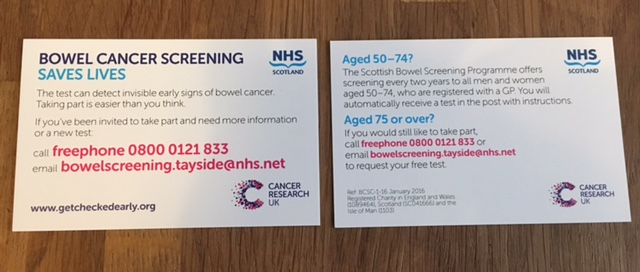 BOWEL CANCER SCREENING
SAVES LIVES
NHS
SCOTLAND
The test can detect invisible early signs of bowel cancer.
Taking part is easier than you think.
If you've been invited to take part and need more information
or a new test:
call freephone 0800 0121 833
email bowelscreening.tayside@nhs.net
www.getcheckedearly.org
CANCER
RESEARCH
UK
Aged 50–74?
NHS
SCOTLAND
The Scottish Bowel Screening Programme offers
screening every two years to all men and women
aged 50–74, who are registered with a GP. You will
automatically receive a test in the post with instructions.
Aged 75 or over?
If you would still like to take part,
call freephone 0800 0121 833 or
email bowelscreening.tayside@nhs.net
to request your free test.
Ref: BCSC-1-16 January 2016
Registered Charity in England and Wales
(1089464), Scotland (SC041666) and the
Isle of Man (1103)
CANCER
RESEARCH
UK